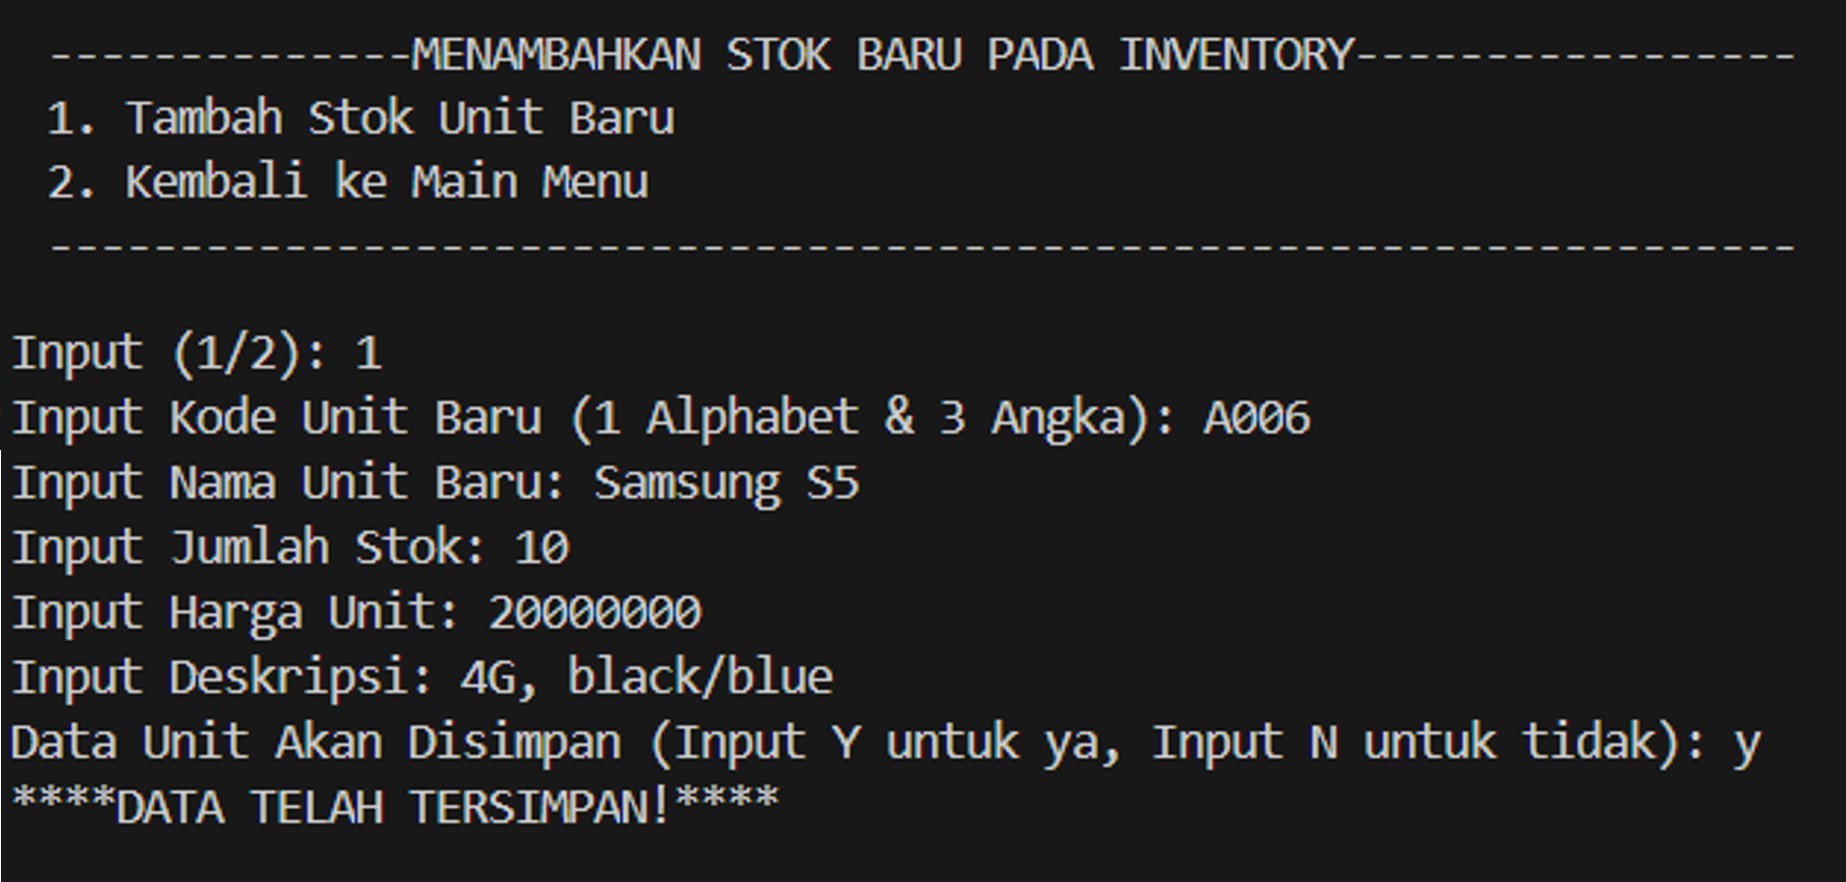 --------------MENAMBAHKAN STOK BARU PADA INVENTORY-----------------
1. Tambah Stok Unit Baru
2. Kembali ke Main Menu
-------------------------------------------------------------------
Input (1/2): 1
Input Kode Unit Baru (1 Alphabet & 3 Angka): A006
Input Nama Unit Baru: Samsung S5
Input Jumlah Stok: 10
Input Harga Unit: 20000000
Input Deskripsi: 4G, black/blue
Data Unit Akan Disimpan (Input Y untuk ya, Input N untuk tidak): y
****DATA TELAH TERSIMPAN!****